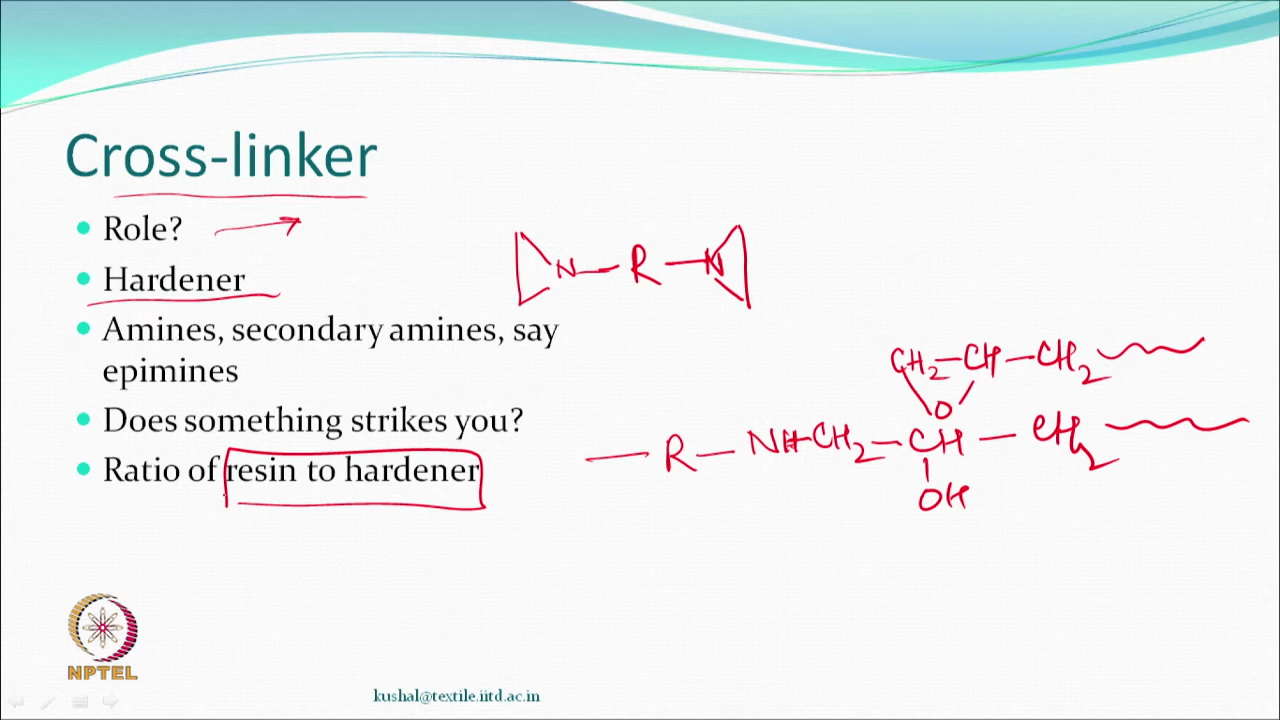 Cross-linker
Role?
Hardener
Amines, secondary amines, say
epimines
Does something strikes you?
Ratio of resin to hardener
N — R — N
CH2—CH—CH2
O
— R — NH—CH2—CH—CH2
OH
NPTEL
kushal@textile.iitd.ac.in